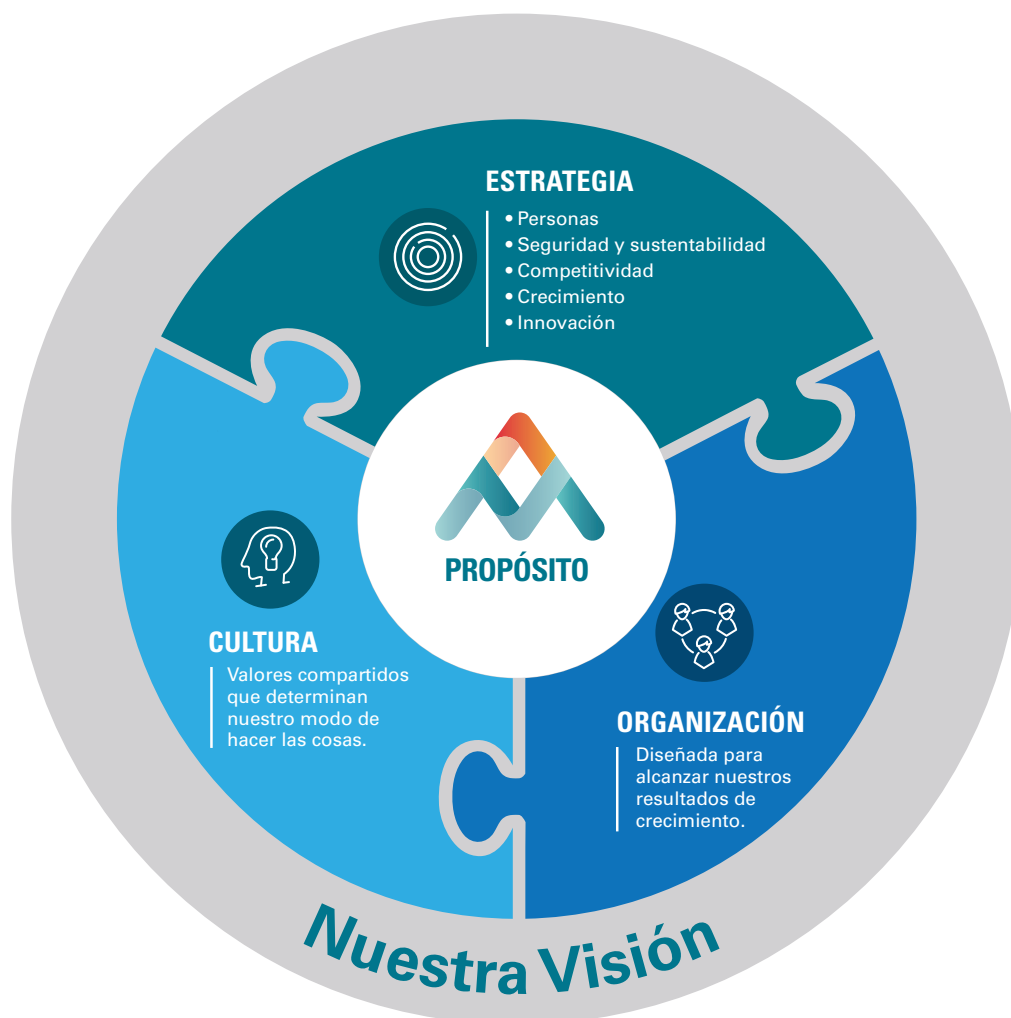 ESTRATEGIA
• Personas
• Seguridad y sustentabilidad
• Competitividad
• Crecimiento
• Innovación
PROPÓSITO
CULTURA
Valores compartidos
que determinan
nuestro modo de
hacer las cosas.
ORGANIZACIÓN
Diseñada para
alcanzar nuestros
resultados de
crecimiento.
Nuestra Visión